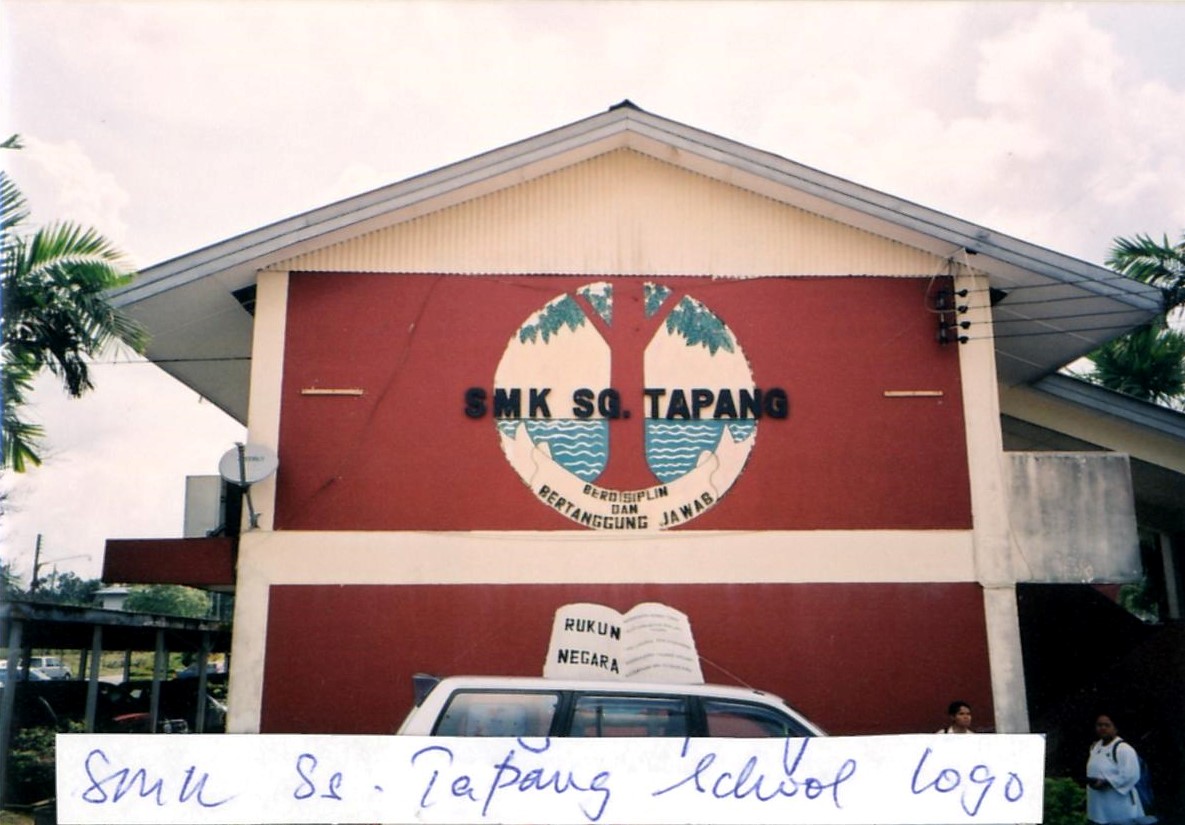 SMK SG. TAPANG
BERDISIPLIN
DAN
BERTANGGUNG JAWAB
RUKUN
NEGARA
SMK SG. Tapang school logo